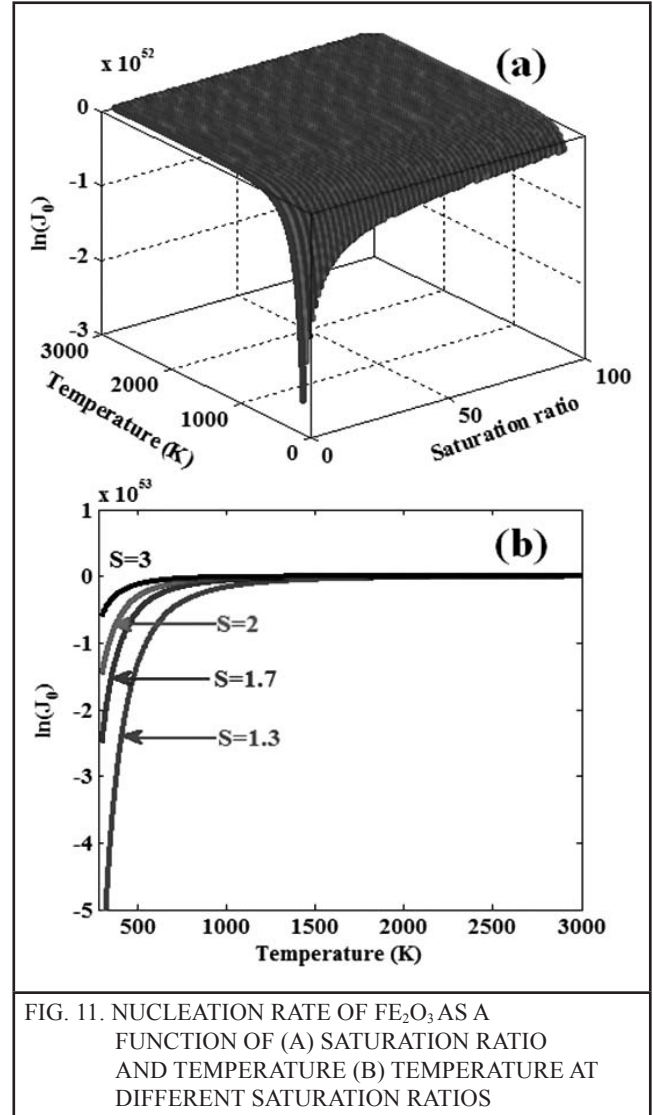 x 10^52
(a)
0
-1
-2
-3
ln(J₀)
3000
2000
1000
0
Temperature (K)
0
50
100
Saturation ratio
x 10^53
(b)
1
0
-1
-2
-3
-4
-5
ln(J₀)
S=3
S=2
S=1.7
S=1.3
500
1000
1500
2000
2500
3000
Temperature (K)
FIG. 11. NUCLEATION RATE OF FE₂O₃ AS A
FUNCTION OF (A) SATURATION RATIO
AND TEMPERATURE (B) TEMPERATURE AT
DIFFERENT SATURATION RATIOS